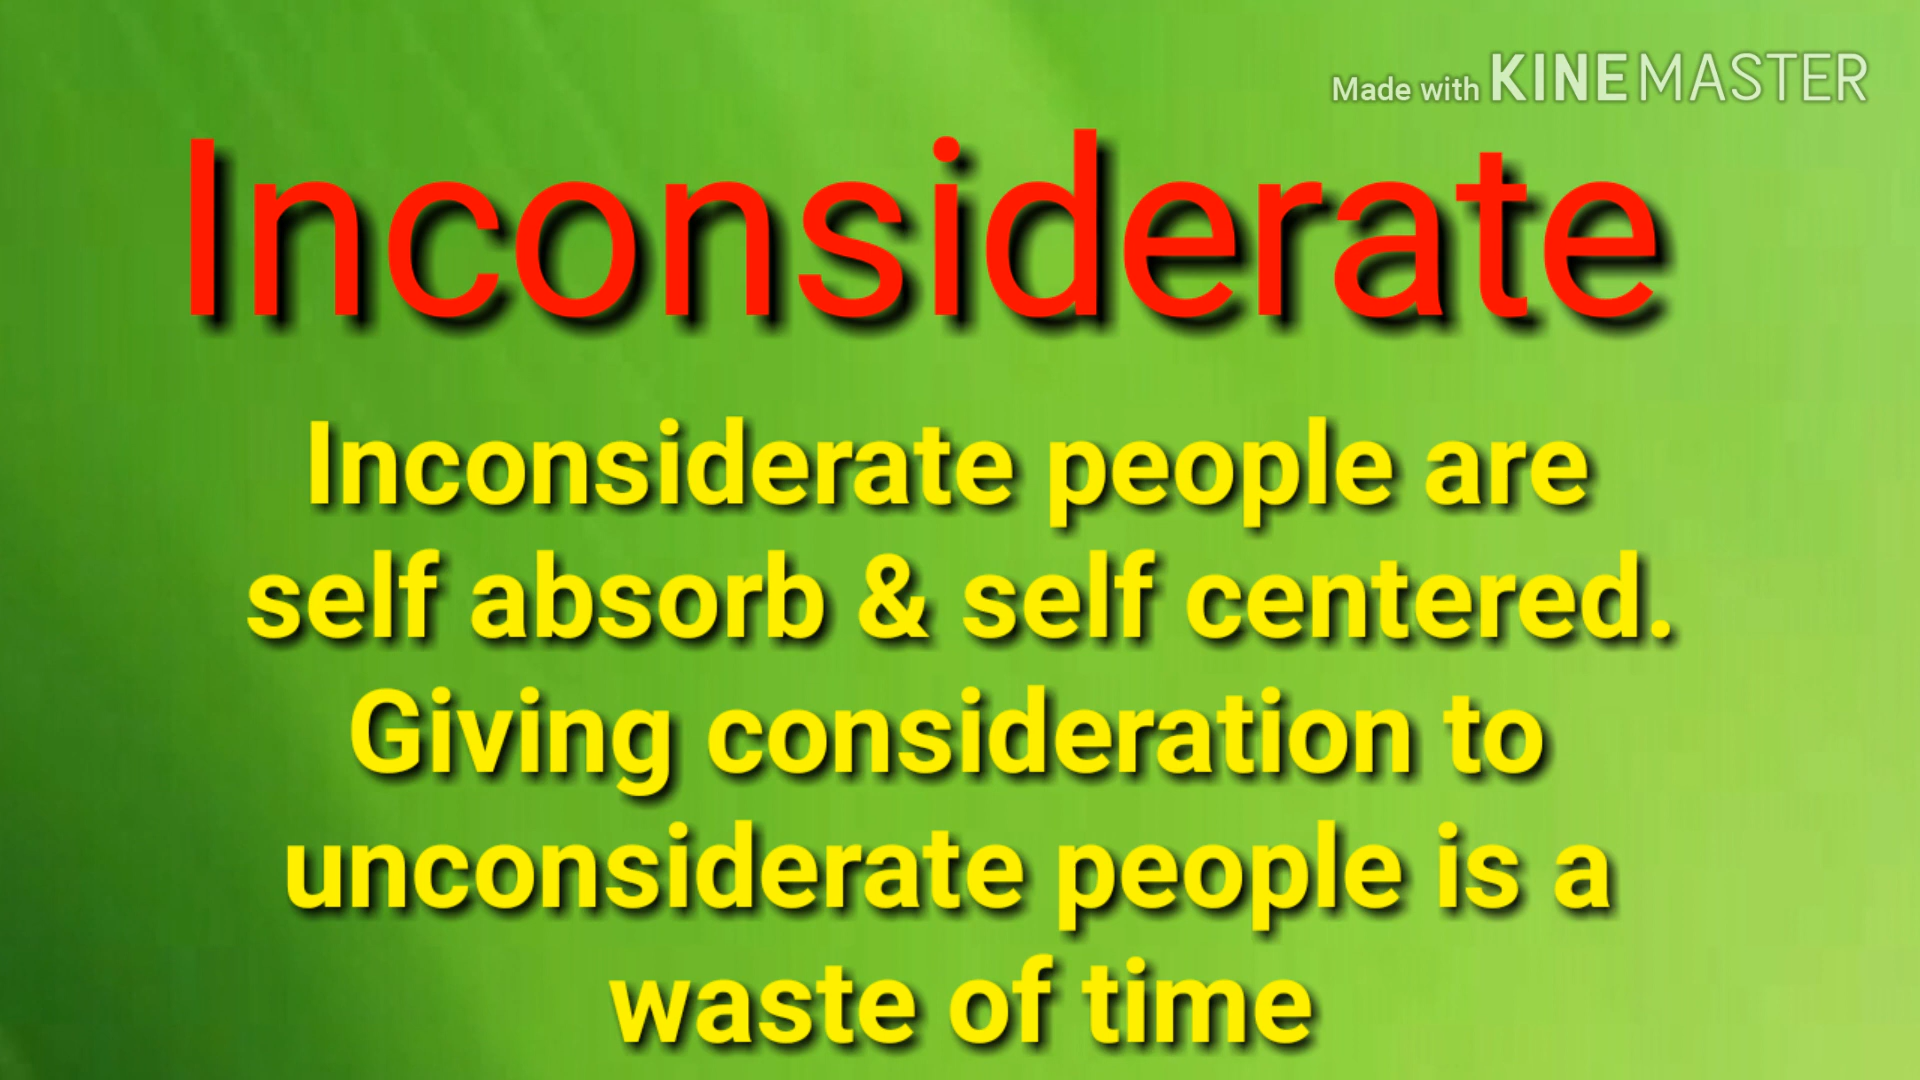 Made with KINEMASTER
Inconsiderate
Inconsiderate people are
self absorb & self centered.
Giving consideration to
unconsiderate people is a
waste of time